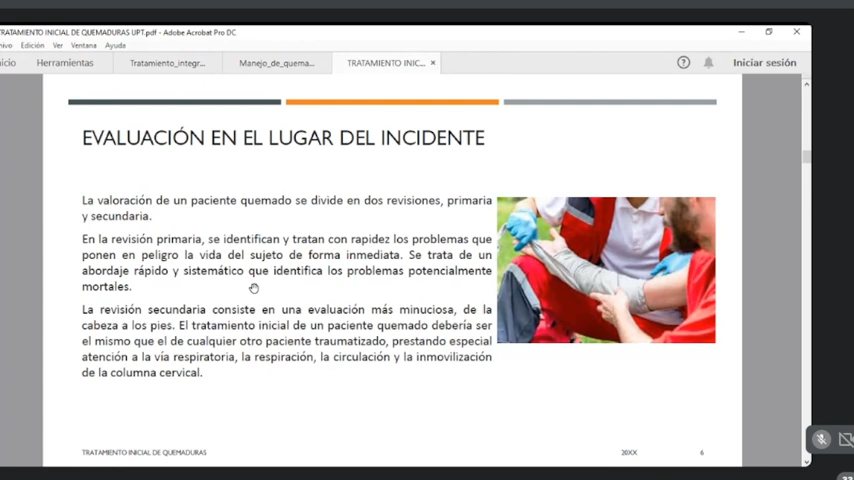 TRATAMIENTO INICIAL DE QUEMADURAS UPT.pdf - Adobe Acrobat Pro DC
Edición Ver Ventana Ayuda
Herramientas Tratamiento_integr... Manejo_de_quema... TRATAMIENTO INIC... × Iniciar sesión
EVALUACIÓN EN EL LUGAR DEL INCIDENTE
La valoración de un paciente quemado se divide en dos revisiones, primaria
y secundaria.
En la revisión primaria, se identifican y tratan con rapidez los problemas que
ponen en peligro la vida del sujeto de forma inmediata. Se trata de un
abordaje rápido y sistemático que identifica los problemas potencialmente
mortales.
La revisión secundaria consiste en una evaluación más minuciosa, de la
cabeza a los pies. El tratamiento inicial de un paciente quemado debería ser
el mismo que el de cualquier otro paciente traumatizado, prestando especial
atención a la vía respiratoria, la respiración, la circulación y la inmovilización
de la columna cervical.
TRATAMIENTO INICIAL DE QUEMADURAS 20XX 6